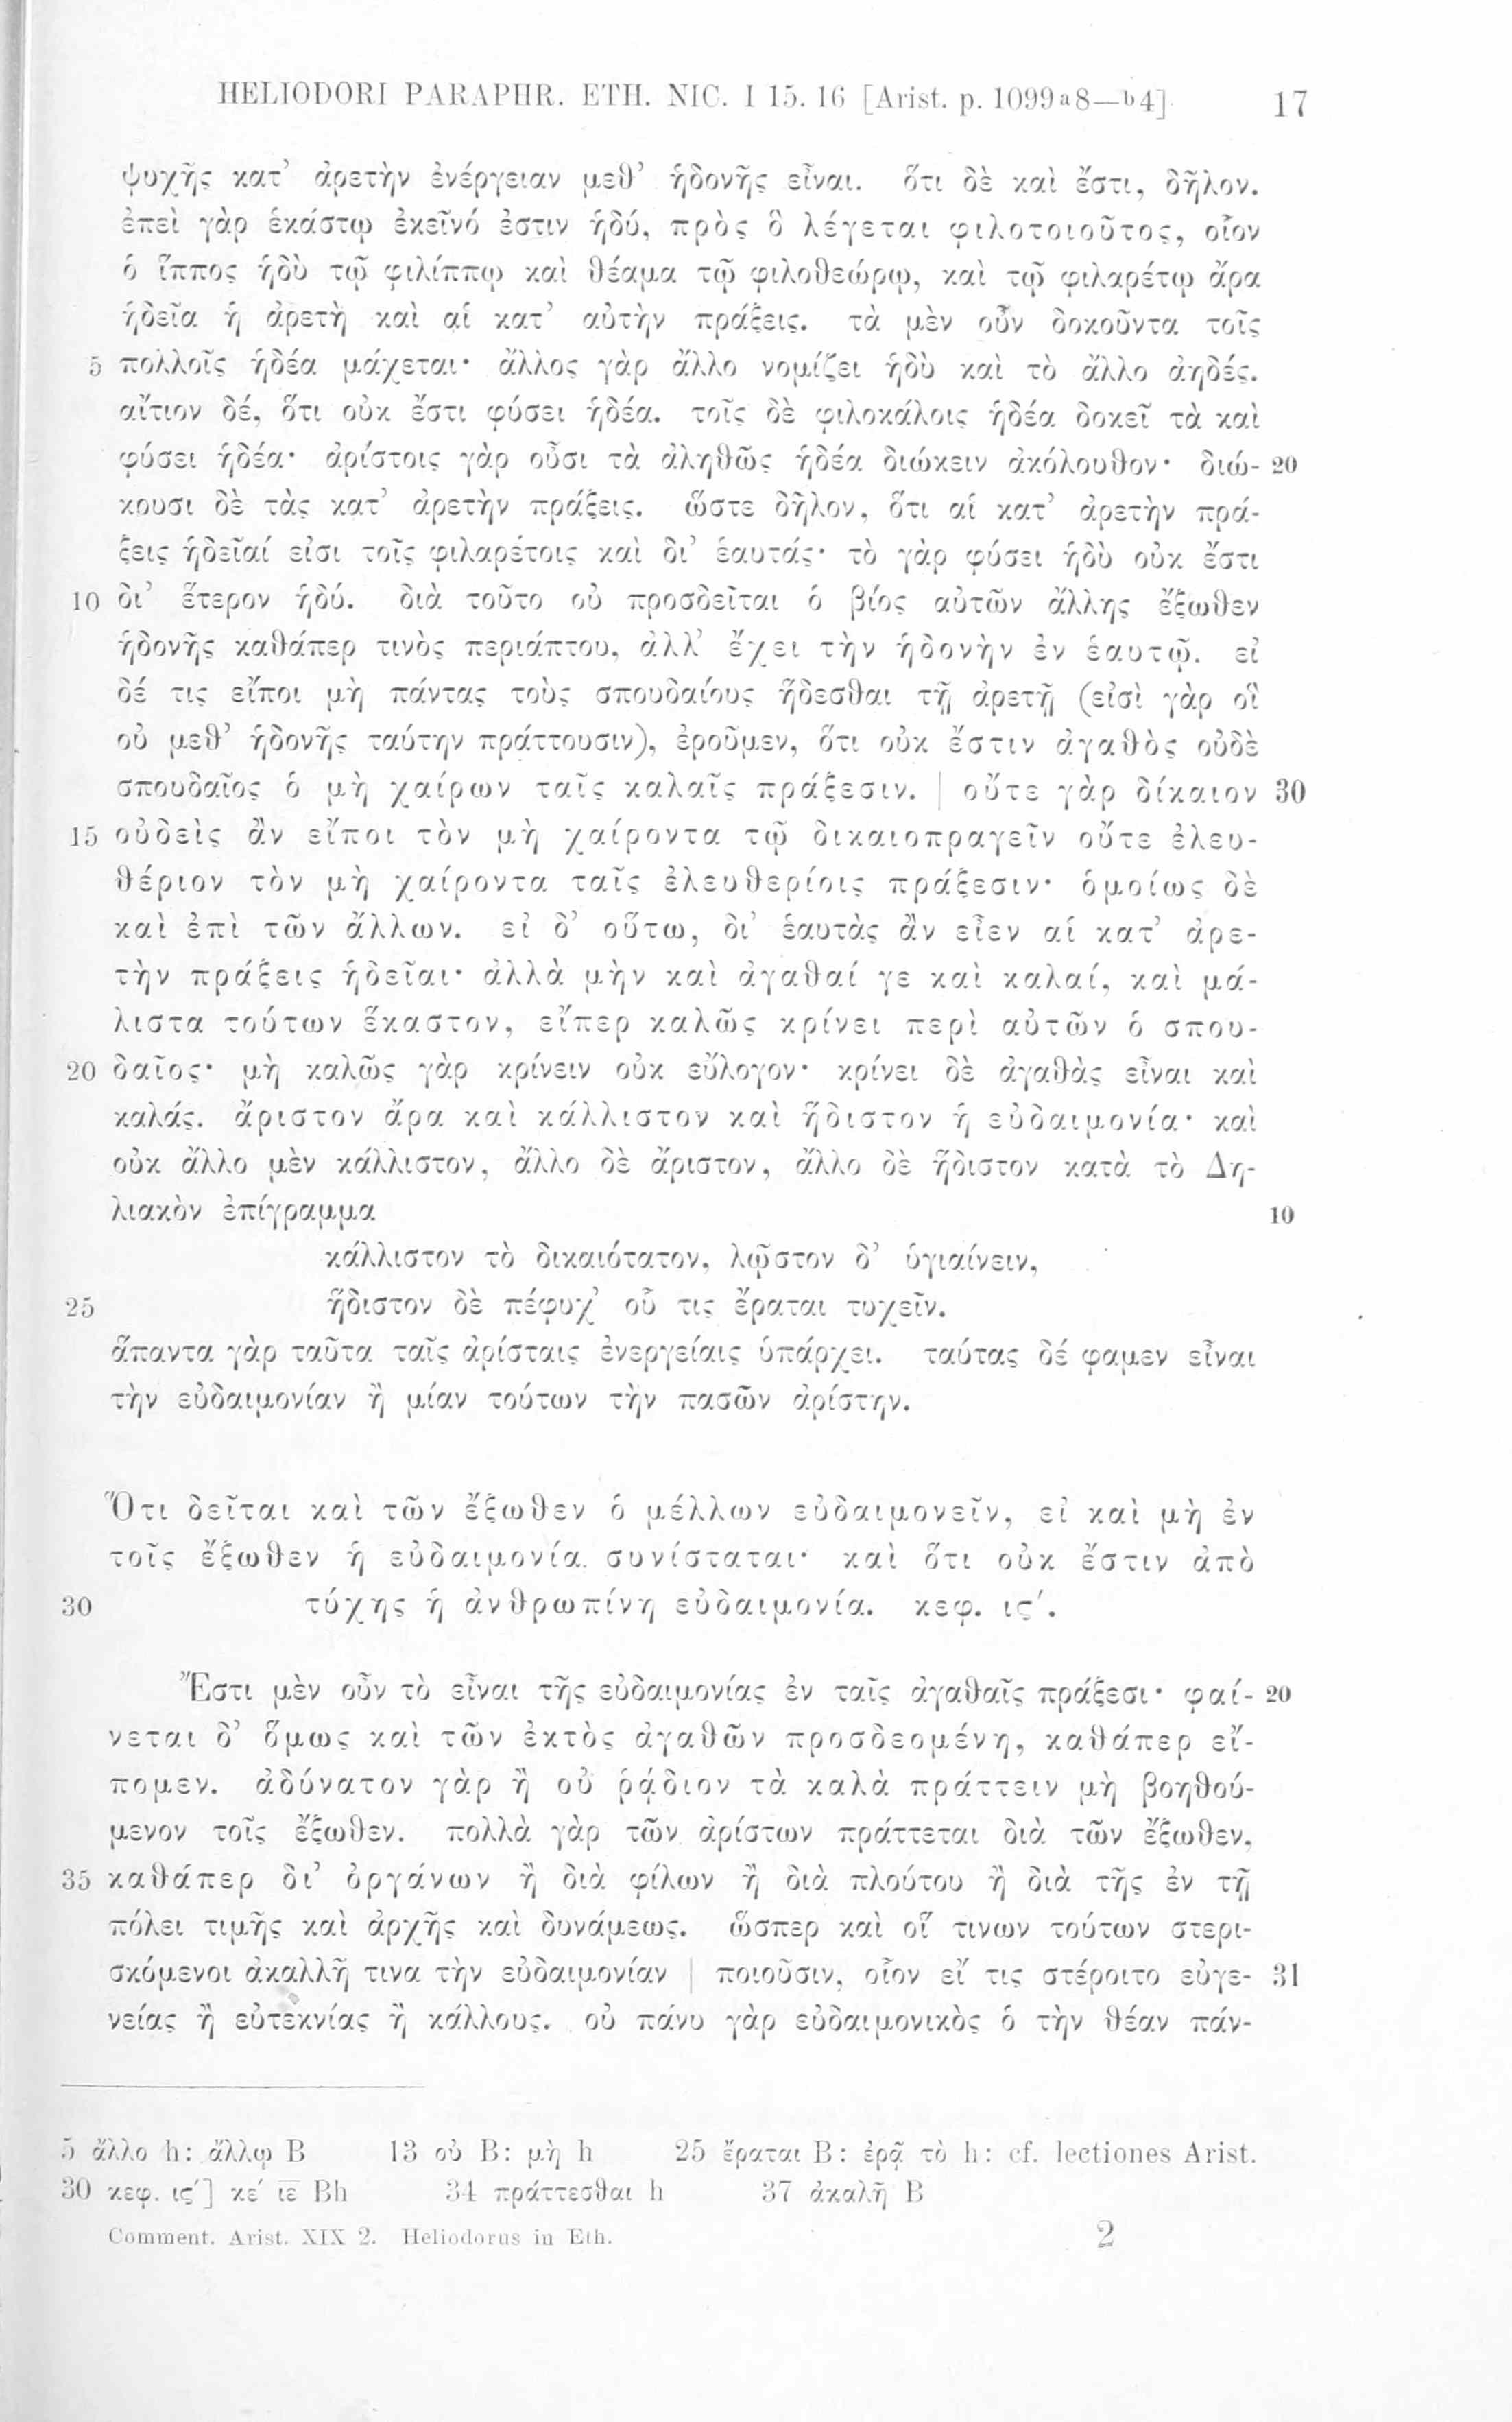 HELIODORI PARAPHR. ETH. NIC. I 15. 16 [Arist. p. 1099a8—b4] 17
ψυχῆς κατ’ ἀρετὴν ἐνέργειαν μεθ’ ἡδονῆς εἶναι. ὅτι δὲ καὶ ἔστι, δῆλον.
ἐπεὶ γὰρ ἑκάστῳ ἐκεῖνό ἐστιν ἡδύ, πρὸς ὃ λέγεται φιλοτοιοῦτος, οἷον
ὁ ἵππος ἡδὺ τῷ φιλίππῳ καὶ θέαμα τῷ φιλοθεώρῳ, καὶ τῷ φιλαρέτῳ ἄρα
ἡδεῖα ἡ ἀρετὴ καὶ αἱ κατ’ αὐτὴν πράξεις. τὰ μὲν οὖν δοκοῦντα τοῖς
5 πολλοῖς ἡδέα μάχεται· ἄλλος γὰρ ἄλλο νομίζει ἡδὺ καὶ τὸ ἄλλο ἀηδές.
αἴτιον δέ, ὅτι οὐκ ἔστι φύσει ἡδέα. τοῖς δὲ φιλοκάλοις ἡδέα δοκεῖ τὰ καὶ
φύσει ἡδέα· ἀρίστοις γὰρ οὖσι τὰ ἀληθῶς ἡδέα διώκειν ἀκόλουθον· διώ- 20
κουσι δὲ τὰς κατ’ ἀρετὴν πράξεις. ὥστε δῆλον, ὅτι αἱ κατ’ ἀρετὴν πρά-
ξεις ἡδεῖαί εἰσι τοῖς φιλαρέτοις καὶ δι’ ἑαυτάς· τὸ γὰρ φύσει ἡδὺ οὐκ ἔστι
10 δι’ ἕτερον ἡδύ. διὰ τοῦτο οὐ προσδεῖται ὁ βίος αὐτῶν ἄλλης ἔξωθεν
ἡδονῆς καθάπερ τινὸς περιάπτου, ἀλλ’ ἔχει τὴν ἡδονὴν ἐν ἑαυτῷ. εἰ
δέ τις εἴποι μὴ πάντας τοὺς σπουδαίους ἥδεσθαι τῇ ἀρετῇ (εἰσὶ γὰρ οἳ
οὐ μεθ’ ἡδονῆς ταύτην πράττουσιν), ἐροῦμεν, ὅτι οὐκ ἔστιν ἀγαθὸς οὐδὲ
σπουδαῖος ὁ μὴ χαίρων ταῖς καλαῖς πράξεσιν. | οὔτε γὰρ δίκαιον 30
15 οὐδεὶς ἂν εἴποι τὸν μὴ χαίροντα τῷ δικαιοπραγεῖν οὔτε ἐλευ-
θέριον τὸν μὴ χαίροντα ταῖς ἐλευθερίοις πράξεσιν· ὁμοίως δὲ
καὶ ἐπὶ τῶν ἄλλων. εἰ δ’ οὕτω, δι’ ἑαυτὰς ἂν εἶεν αἱ κατ’ ἀρε-
τὴν πράξεις ἡδεῖαι· ἀλλὰ μὴν καὶ ἀγαθαί γε καὶ καλαί, καὶ μά-
λιστα τούτων ἕκαστον, εἴπερ καλῶς κρίνει περὶ αὐτῶν ὁ σπου-
20 δαῖος· μὴ καλῶς γὰρ κρίνειν οὐκ εὔλογον· κρίνει δὲ ἀγαθὰς εἶναι καὶ
καλάς. ἄριστον ἄρα καὶ κάλλιστον καὶ ἥδιστον ἡ εὐδαιμονία· καὶ
οὐκ ἄλλο μὲν κάλλιστον, ἄλλο δὲ ἄριστον, ἄλλο δὲ ἥδιστον κατὰ τὸ Δη-
λιακὸν ἐπίγραμμα 10
κάλλιστον τὸ δικαιότατον, λῷστον δ’ ὑγιαίνειν,
25 ἥδιστον δὲ πέφυχ’ οὗ τις ἔραται τυχεῖν.
ἅπαντα γὰρ ταῦτα ταῖς ἀρίσταις ἐνεργείαις ὑπάρχει. ταύτας δέ φαμεν εἶναι
τὴν εὐδαιμονίαν ἢ μίαν τούτων τὴν πασῶν ἀρίστην.
Ὅτι δεῖται καὶ τῶν ἔξωθεν ὁ μέλλων εὐδαιμονεῖν, εἰ καὶ μὴ ἐν
τοῖς ἔξωθεν ἡ εὐδαιμονία συνίσταται· καὶ ὅτι οὐκ ἔστιν ἀπὸ
30 τύχης ἡ ἀνθρωπίνη εὐδαιμονία. κεφ. ις′.
Ἔστι μὲν οὖν τὸ εἶναι τῆς εὐδαιμονίας ἐν ταῖς ἀγαθαῖς πράξεσι· φαί- 20
νεται δ’ ὅμως καὶ τῶν ἐκτὸς ἀγαθῶν προσδεομένη, καθάπερ εἴ-
πομεν. ἀδύνατον γὰρ ἢ οὐ ῥᾴδιον τὰ καλὰ πράττειν μὴ βοηθού-
μενον τοῖς ἔξωθεν. πολλὰ γὰρ τῶν ἀρίστων πράττεται διὰ τῶν ἔξωθεν,
35 καθάπερ δι’ ὀργάνων ἢ διὰ φίλων ἢ διὰ πλούτου ἢ διὰ τῆς ἐν τῇ
πόλει τιμῆς καὶ ἀρχῆς καὶ δυνάμεως. ὥσπερ καὶ οἵ τινων τούτων στερι-
σκόμενοι ἀκαλλῆ τινα τὴν εὐδαιμονίαν | ποιοῦσιν, οἷον εἴ τις στέροιτο εὐγε- 31
νείας ἢ εὐτεκνίας ἢ κάλλους. οὐ πάνυ γὰρ εὐδαιμονικὸς ὁ τὴν θέαν πάν-
5 ἄλλο h: ἄλλῳ B 13 οὐ B: μὴ h 25 ἔραται B: ἐρᾷ τὸ h: cf. lectiones Arist.
30 κεφ. ις′] κε′ ιε Bh 34 πράττεσθαι h 37 ἀκαλῆ B
Comment. Arist. XIX 2. Heliodorus in Eth. 2